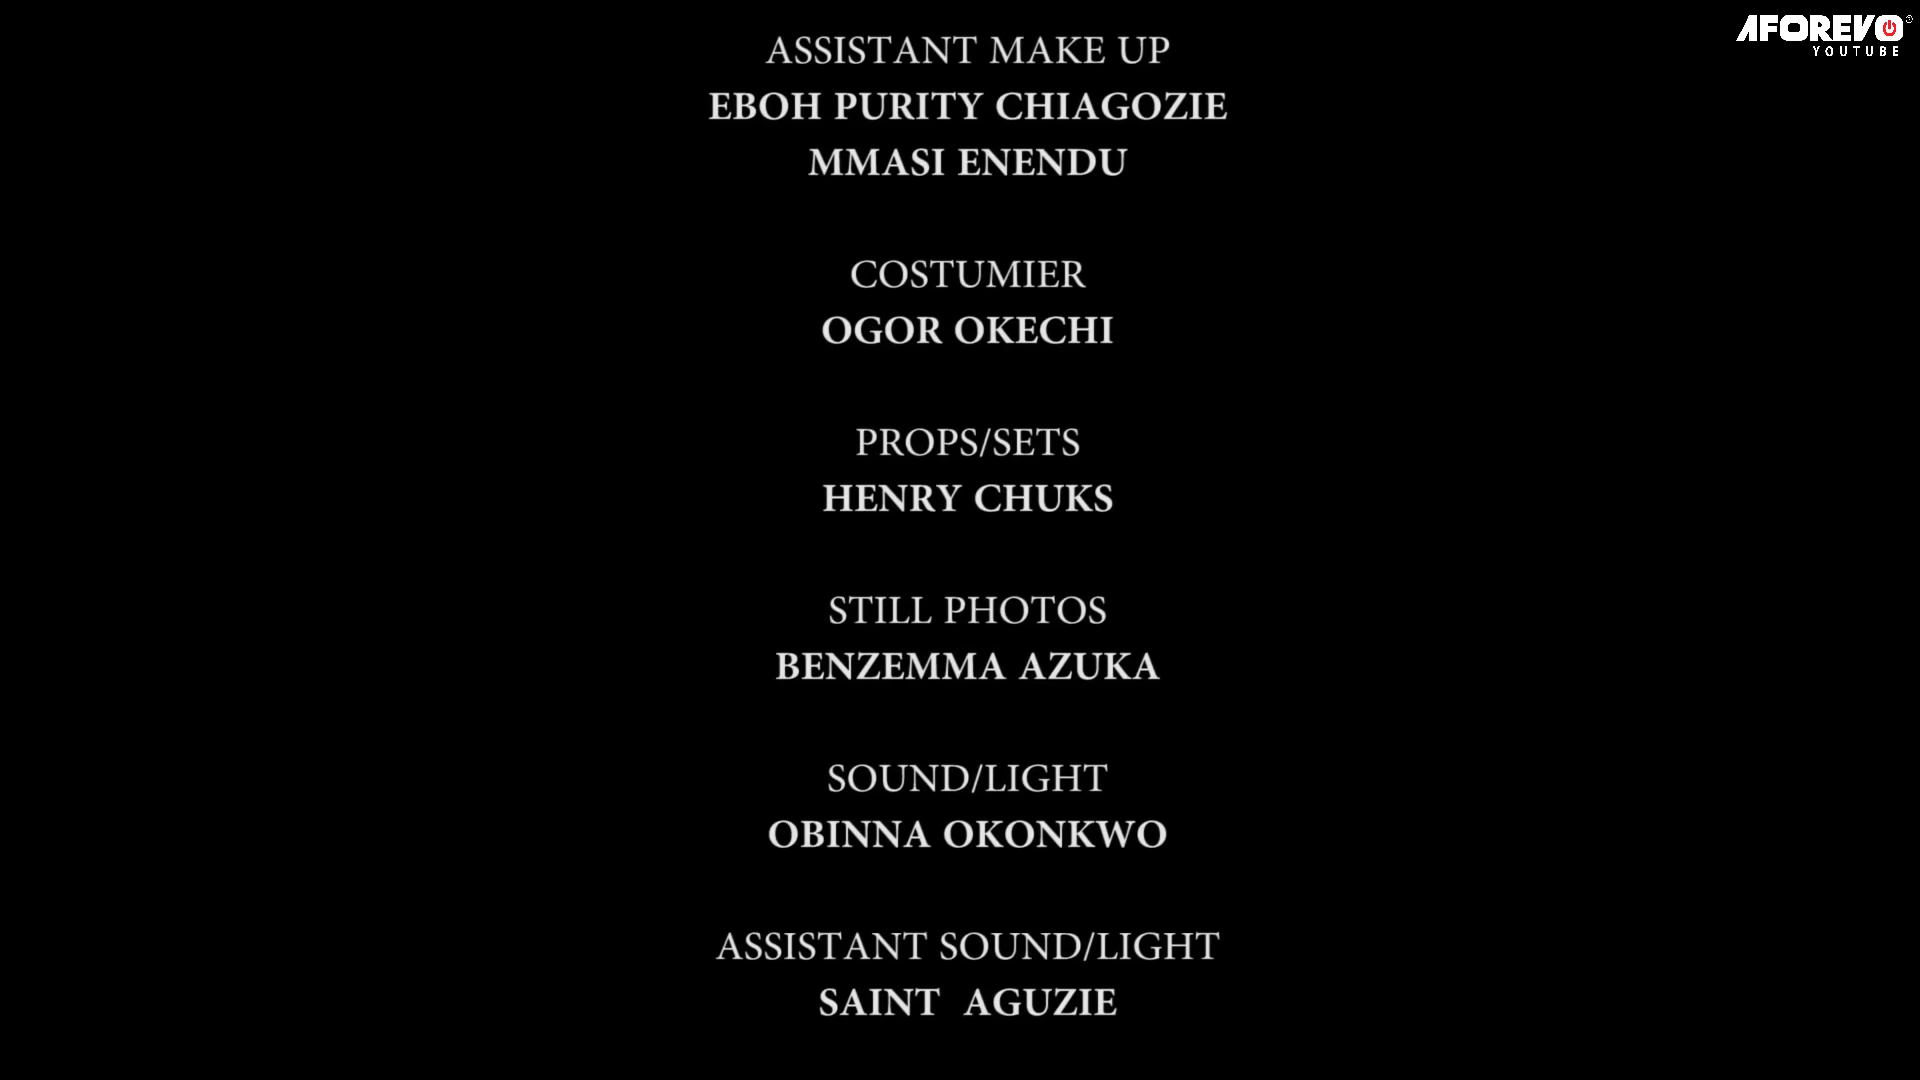 AFOREVO
YOUTUBE
ASSISTANT MAKE UP
EBOH PURITY CHIAGOZIE
MMASI ENENDU
COSTUMIER
OGOR OKECHI
PROPS/SETS
HENRY CHUKS
STILL PHOTOS
BENZEMMA AZUKA
SOUND/LIGHT
OBINNA OKONKWO
ASSISTANT SOUND/LIGHT
SAINT  AGUZIE